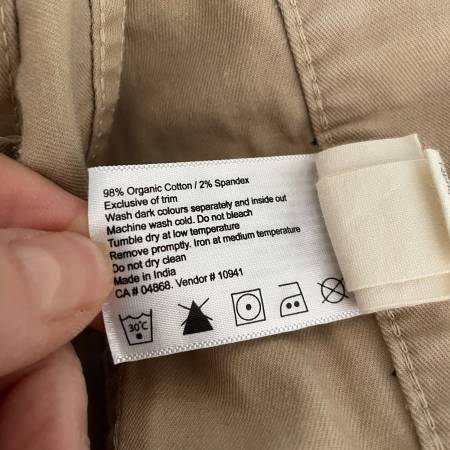 98% Organic Cotton / 2% Spandex
Exclusive of trim
Wash dark colours separately and inside out
Machine wash cold. Do not bleach
Tumble dry at low temperature
Remove promptly. Iron at medium temperature
Do not dry clean
Made in India
CA # 04868. Vendor # 10941
30°C